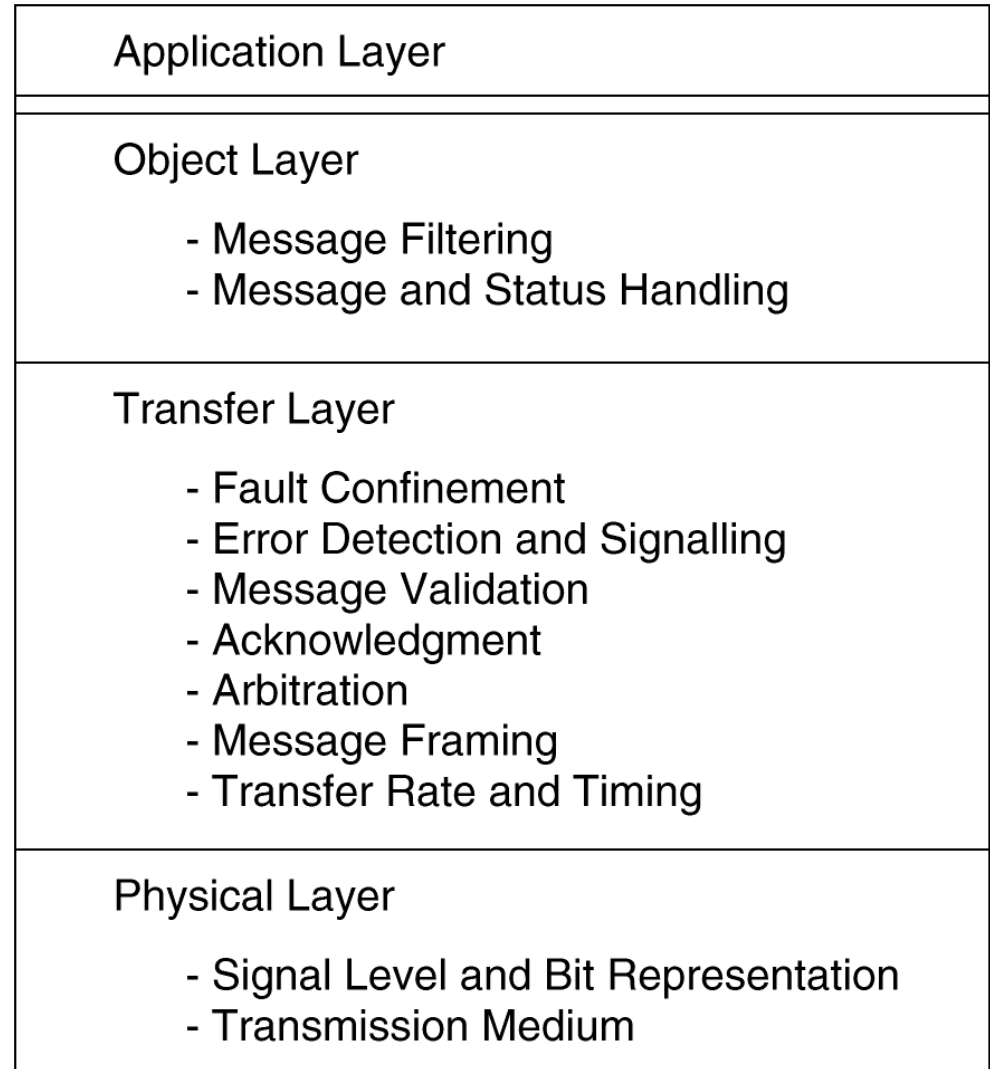 Application Layer
Object Layer
- Message Filtering
- Message and Status Handling
Transfer Layer
- Fault Confinement
- Error Detection and Signalling
- Message Validation
- Acknowledgment
- Arbitration
- Message Framing
- Transfer Rate and Timing
Physical Layer
- Signal Level and Bit Representation
- Transmission Medium